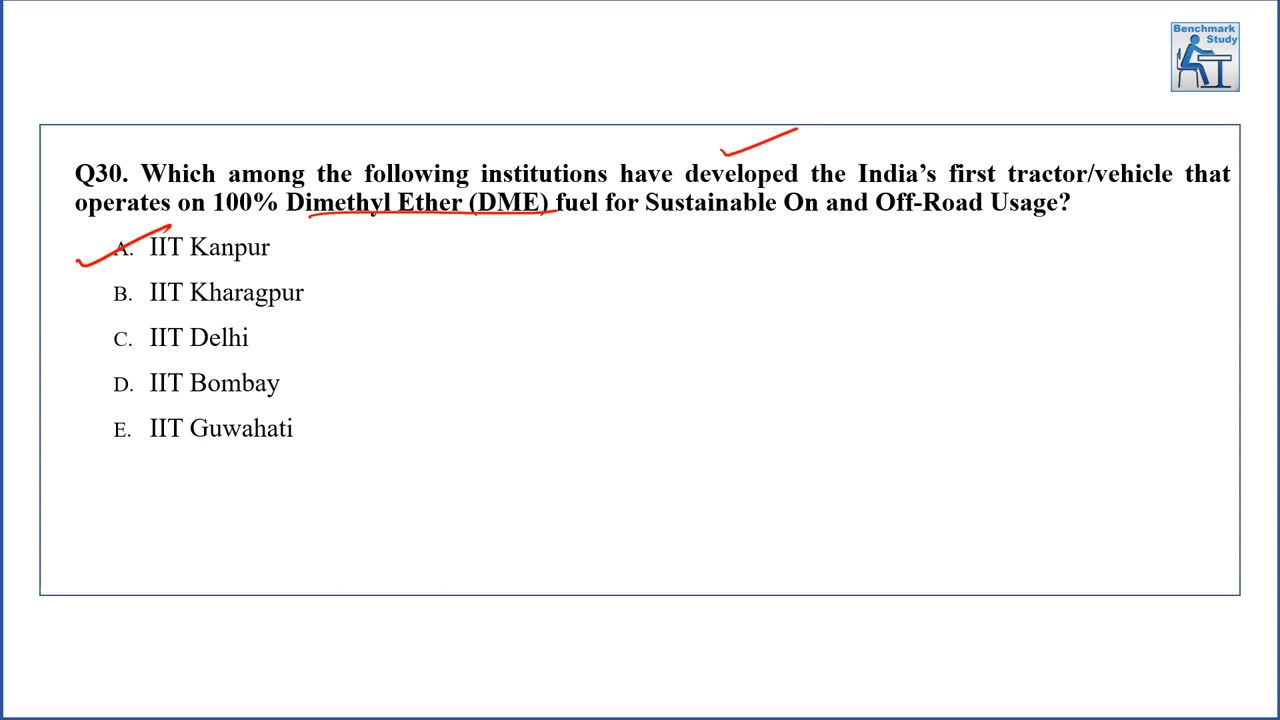 Benchmark
Study
Q30. Which among the following institutions have developed the India’s first tractor/vehicle that
operates on 100% Dimethyl Ether (DME) fuel for Sustainable On and Off-Road Usage?
A. IIT Kanpur
B. IIT Kharagpur
C. IIT Delhi
D. IIT Bombay
E. IIT Guwahati